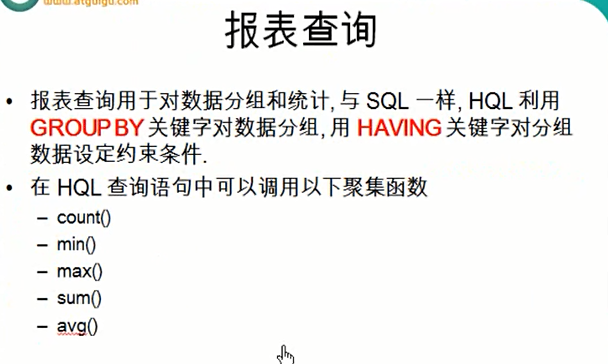 www.atguigu.com
报表查询
• 报表查询用于对数据分组和统计, 与 SQL 一样, HQL 利用
GROUP BY 关键字对数据分组, 用 HAVING 关键字对分组
数据设定约束条件.
• 在 HQL 查询语句中可以调用以下聚集函数
– count()
– min()
– max()
– sum()
– avg()